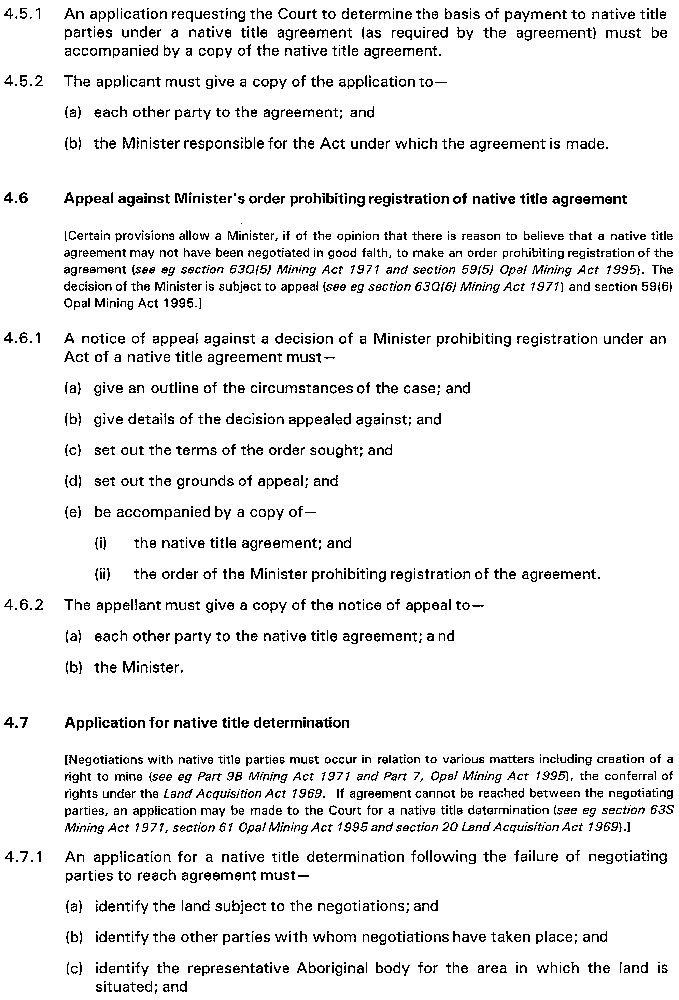 4.5.1 An application requesting the Court to determine the basis of payment to native title
parties under a native title agreement (as required by the agreement) must be
accompanied by a copy of the native title agreement.
4.5.2 The applicant must give a copy of the application to—
(a) each other party to the agreement; and
(b) the Minister responsible for the Act under which the agreement is made.
4.6 Appeal against Minister's order prohibiting registration of native title agreement
[Certain provisions allow a Minister, if of the opinion that there is reason to believe that a native title
agreement may not have been negotiated in good faith, to make an order prohibiting registration of the
agreement (see eg section 63Q(5) Mining Act 1971 and section 59(5) Opal Mining Act 1995). The
decision of the Minister is subject to appeal (see eg section 63Q(6) Mining Act 1971) and section 59(6)
Opal Mining Act 1995.]
4.6.1 A notice of appeal against a decision of a Minister prohibiting registration under an
Act of a native title agreement must—
(a) give an outline of the circumstances of the case; and
(b) give details of the decision appealed against; and
(c) set out the terms of the order sought; and
(d) set out the grounds of appeal; and
(e) be accompanied by a copy of—
(i) the native title agreement; and
(ii) the order of the Minister prohibiting registration of the agreement.
4.6.2 The appellant must give a copy of the notice of appeal to—
(a) each other party to the native title agreement; a nd
(b) the Minister.
4.7 Application for native title determination
[Negotiations with native title parties must occur in relation to various matters including creation of a
right to mine (see eg Part 9B Mining Act 1971 and Part 7, Opal Mining Act 1995), the conferral of
rights under the Land Acquisition Act 1969. If agreement cannot be reached between the negotiating
parties, an application may be made to the Court for a native title determination (see eg section 63S
Mining Act 1971, section 61 Opal Mining Act 1995 and section 20 Land Acquisition Act 1969).]
4.7.1 An application for a native title determination following the failure of negotiating
parties to reach agreement must—
(a) identify the land subject to the negotiations; and
(b) identify the other parties with whom negotiations have taken place; and
(c) identify the representative Aboriginal body for the area in which the land is
situated; and